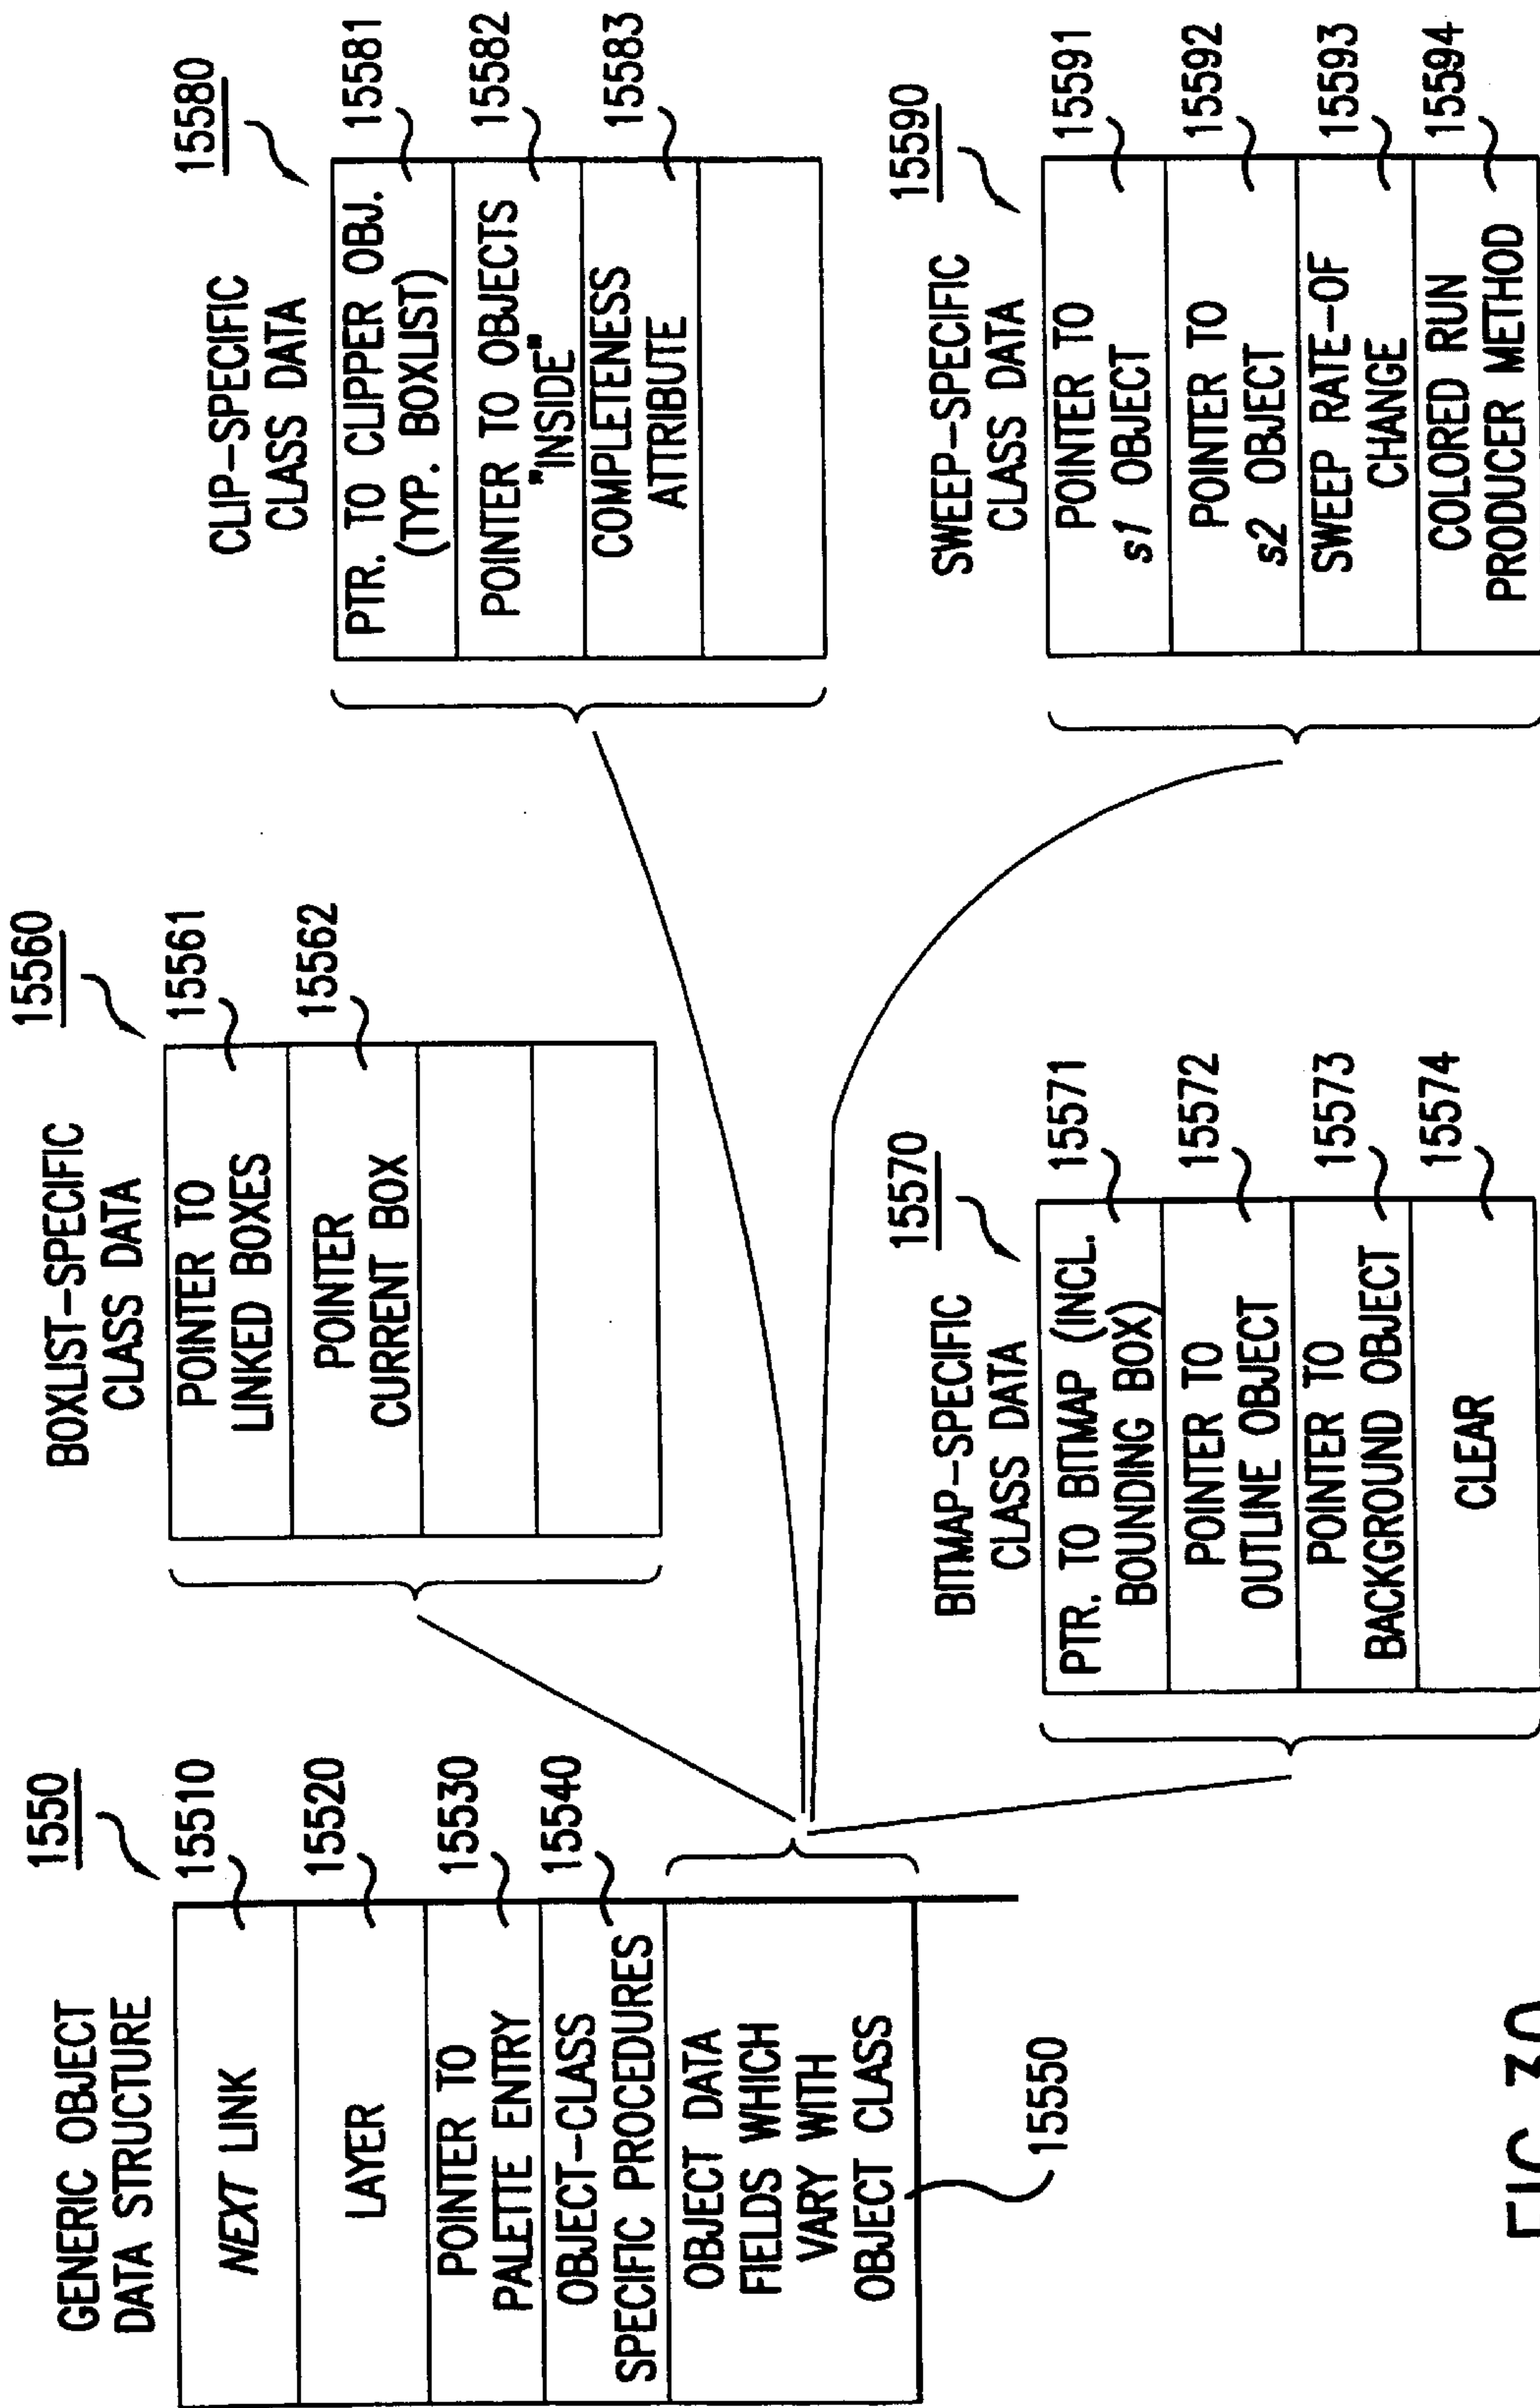 GENERIC OBJECT
DATA STRUCTURE
1550
NEXT LINK
15510
LAYER
15520
POINTER TO
PALETTE ENTRY
15530
OBJECT-CLASS
SPECIFIC PROCEDURES
15540
OBJECT DATA
FIELDS WHICH
VARY WITH
OBJECT CLASS
15550
BOXLIST-SPECIFIC
CLASS DATA
15560
POINTER TO
LINKED BOXES
15561
POINTER
CURRENT BOX
15562
BITMAP-SPECIFIC
CLASS DATA
15570
PTR. TO BITMAP (INCL.
BOUNDING BOX)
15571
POINTER TO
OUTLINE OBJECT
15572
POINTER TO
BACKGROUND OBJECT
15573
CLEAR
15574
CLIP-SPECIFIC
CLASS DATA
15580
PTR. TO CLIPPER OBJ.
(TYP. BOXLIST)
15581
POINTER TO OBJECTS
"INSIDE"
15582
COMPLETENESS
ATTRIBUTE
15583
SWEEP-SPECIFIC
CLASS DATA
15590
POINTER TO
s1 OBJECT
15591
POINTER TO
s2 OBJECT
15592
SWEEP RATE-OF
CHANGE
15593
COLORED RUN
PRODUCER METHOD
15594
FIG. 30